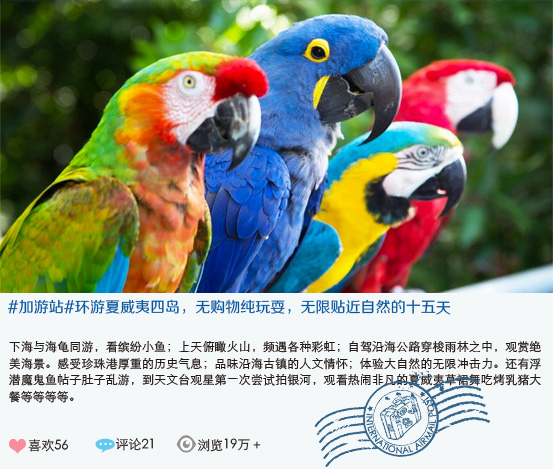 #加游站#环游夏威夷四岛，无购物纯玩耍，无限贴近自然的十五天
下海与海龟同游，看缤纷小鱼；上天俯瞰火山，频遇各种彩虹；自驾沿海公路穿梭雨林之中，观赏绝
美海景。感受珍珠港厚重的历史气息；品味沿海古镇的人文情怀；体验大自然的无限冲击力。还有浮
潜魔鬼鱼帖子肚子乱游，到天文台观星第一次尝试拍银河，观看热闹非凡的夏威夷草裙舞吃烤乳猪大
餐等等等等。
喜欢56 评论21 浏览19万+
INTERNATIONAL AIRMAIL POST